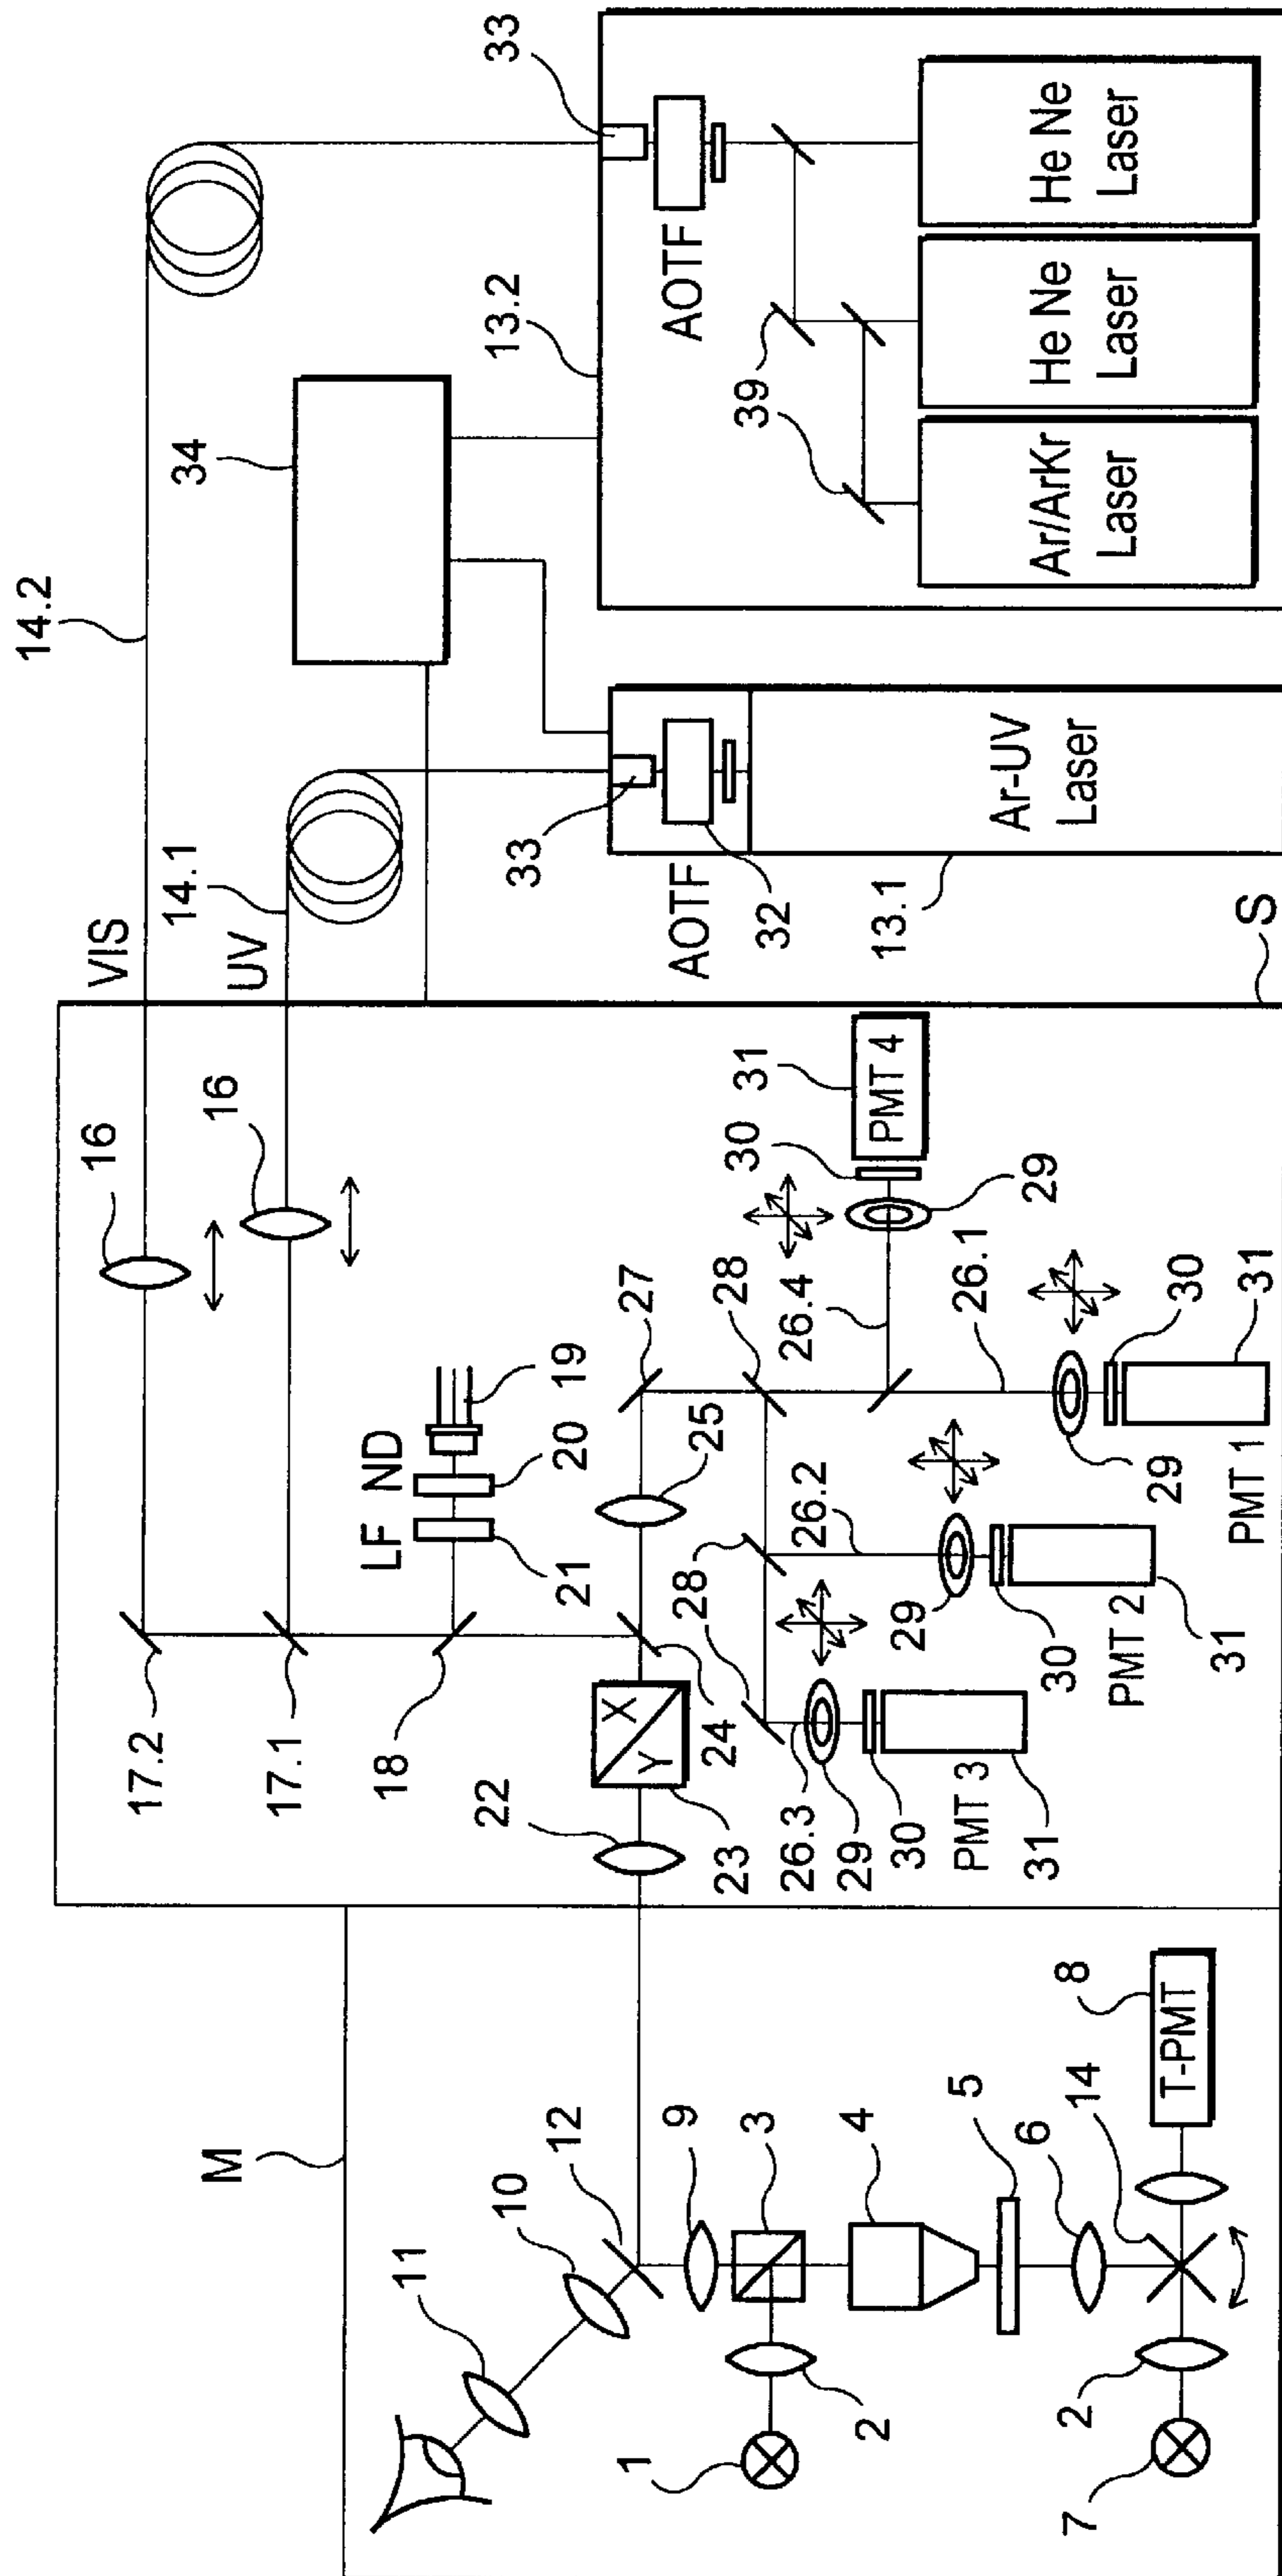 33
14.2
34
13.2
AOTF
39
He Ne
Laser
He Ne
Laser
Ar/ArKr
Laser
VIS
UV
14.1
33
AOTF
32
13.1
Ar-UV
Laser
S
16
16
LF
ND
19
20
21
17.2
17.1
18
22
23
24
25
27
28
28
28
26.4
26.1
26.2
26.3
29
29
29
29
30
30
30
30
31
31
31
31
PMT 4
PMT 1
PMT 2
PMT 3
X
Y
M
11
10
12
9
3
4
5
6
14
8
T-PMT
1
2
2
7